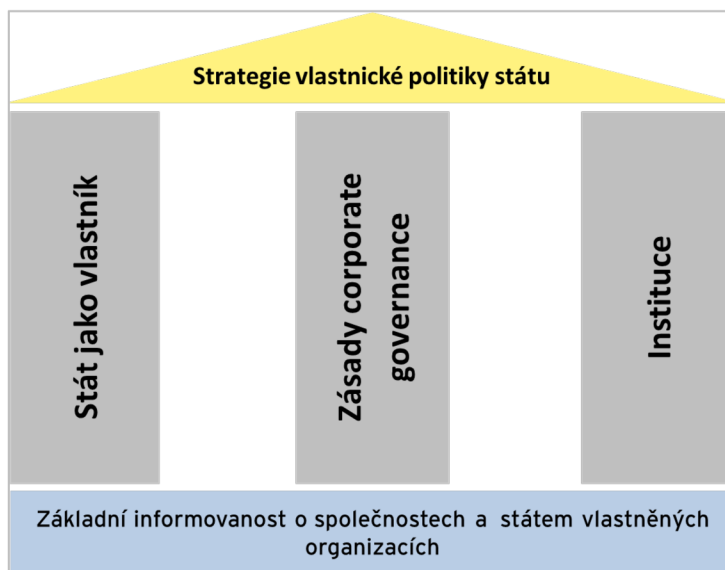 Strategie vlastnické politiky státu
Stát jako vlastník
Zásady corporate
governance
Instituce
Základní informovanost o společnostech a státem vlastněných
organizacích